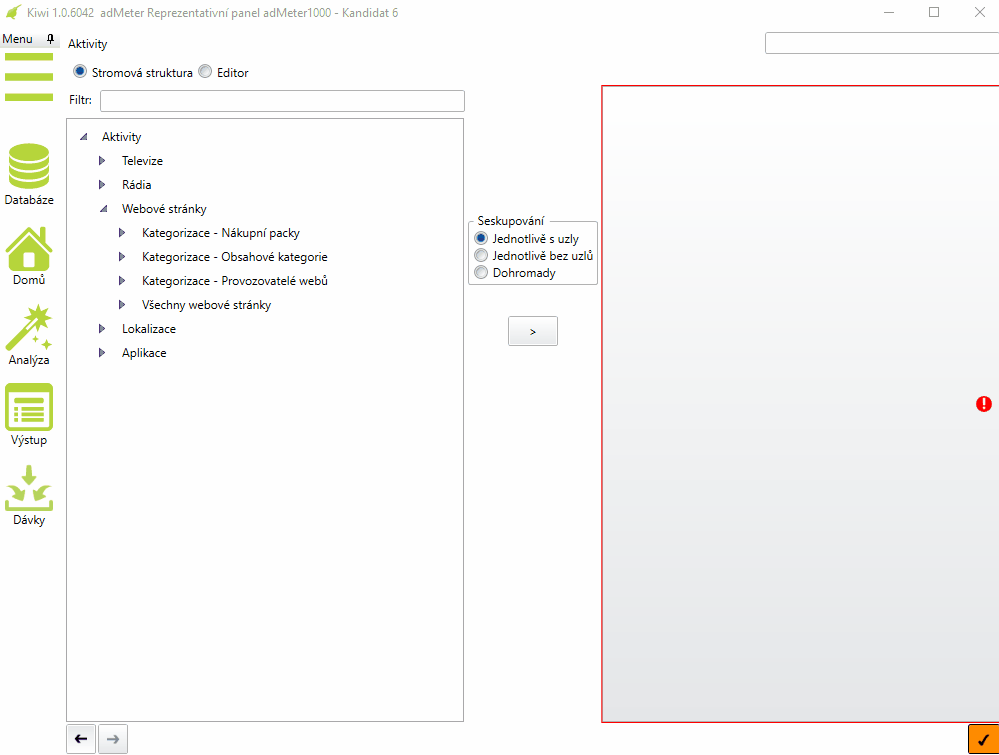 Kiwi 1.0.6042 adMeter Reprezentativní panel adMeter1000 - Kandidat 6
Menu
Aktivity
Stromová struktura
Editor
Filtr:
Aktivity
Televize
Rádia
Webové stránky
Kategorizace - Nákupní packy
Kategorizace - Obsahové kategorie
Kategorizace - Provozovatelé webů
Všechny webové stránky
Lokalizace
Aplikace
Databáze
Domů
Analýza
Výstup
Dávky
Seskupování
Jednotlivě s uzly
Jednotlivě bez uzlů
Dohromady
>